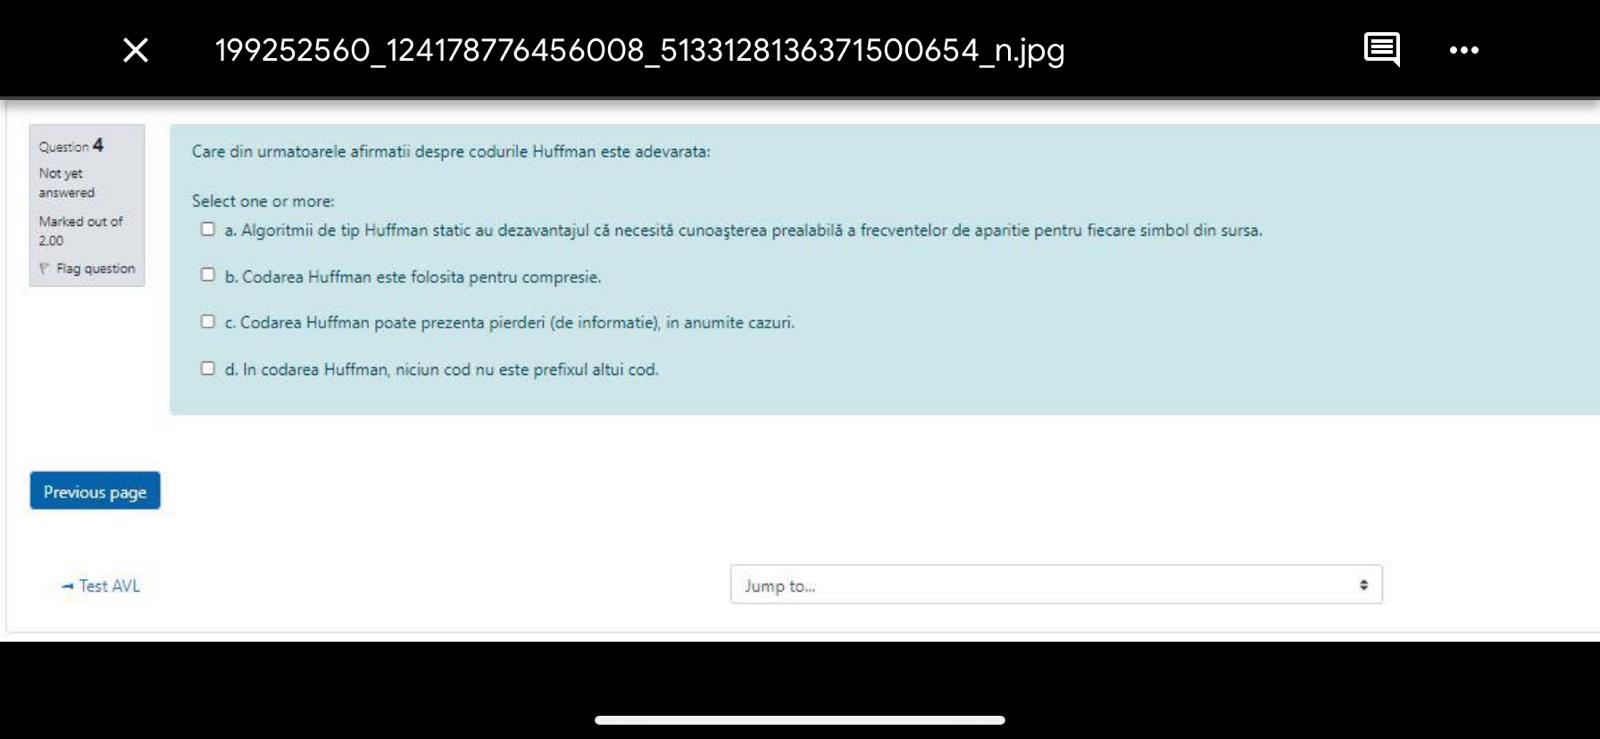 199252560_124178776456008_5133128136371500654_n.jpg
Question 4
Not yet
answered
Marked out of
2.00
Flag question
Care din urmatoarele afirmatii despre codurile Huffman este adevarata:
Select one or more:
a. Algoritmii de tip Huffman static au dezavantajul că necesită cunoaşterea prealabilă a frecventelor de aparitie pentru fiecare simbol din sursa.
b. Codarea Huffman este folosita pentru compresie.
c. Codarea Huffman poate prezenta pierderi (de informatie), in anumite cazuri.
d. In codarea Huffman, niciun cod nu este prefixul altui cod.
Previous page
◄ Test AVL
Jump to...